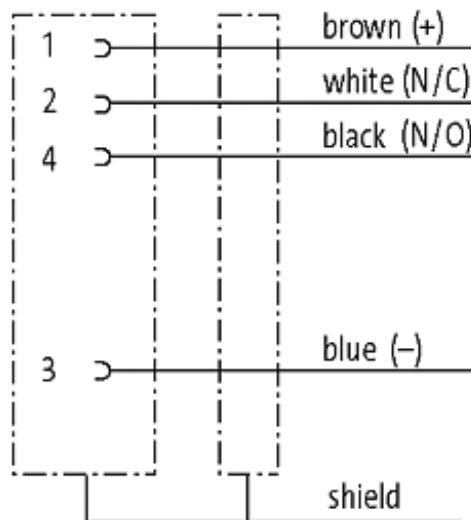 1 brown (+)
2 white (N/C)
4 black (N/O)
3 blue (–)
shield